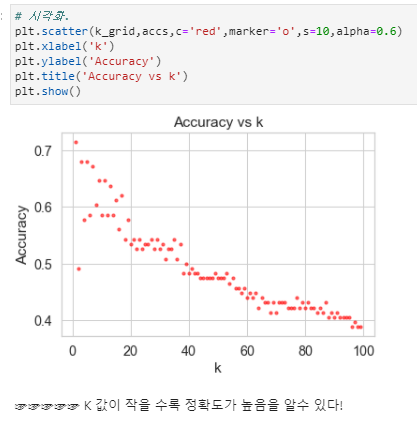 # 시각화.
plt.scatter(k_grid,accs,c='red',marker='o',s=10,alpha=0.6)
plt.xlabel('k')
plt.ylabel('Accuracy')
plt.title('Accuracy vs k')
plt.show()
Accuracy vs k
0.7
0.6
0.5
0.4
Accuracy
0 20 40 60 80 100
k
☞☞☞☞☞ K 값이 작을 수록 정확도가 높음을 알수 있다!